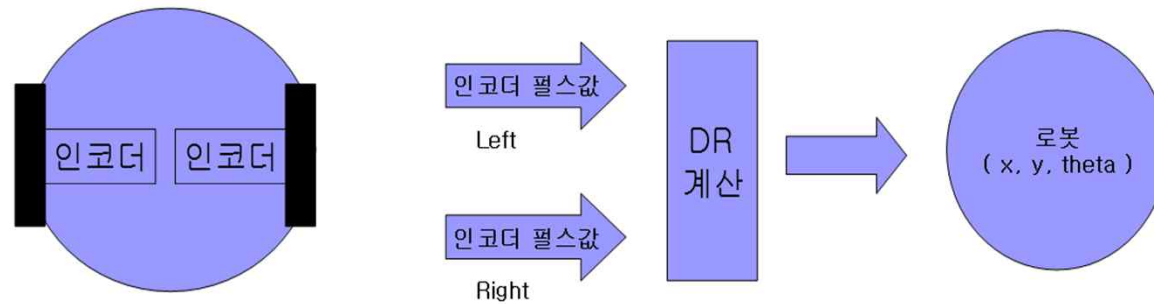 인코더 인코더
인코더 펄스값
Left
인코더 펄스값
Right
DR
계산
로봇
( x, y, theta )